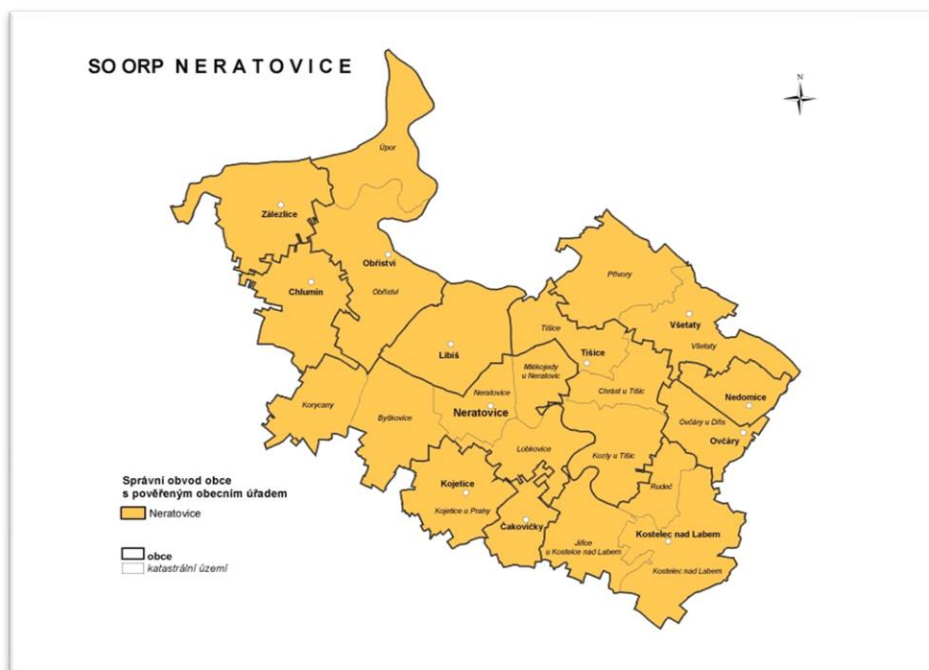 SO ORP N E R A T O V I C E
N
Úpor
Zálezlice
Obříství
Obříství
Chlumín
Přívory
Všetaty
Všetaty
Tišice
Tišice
Libiš
Mlékojedy
u Neratovic
Chrást u Tišic
Nedomice
Neratovice
Neratovice
Korycany
Byškovice
Ovčáry u Dřís
Ovčáry
Lobkovice
Kozly u Tišic
Rudeč
Kojetice
Kojetice u Prahy
Čakovičky
Jiřice
u Kostelce nad Labem
Kostelec nad Labem
Kostelec nad Labem
Správní obvod obce
s pověřeným obecním úřadem
Neratovice
obce
katastrální území